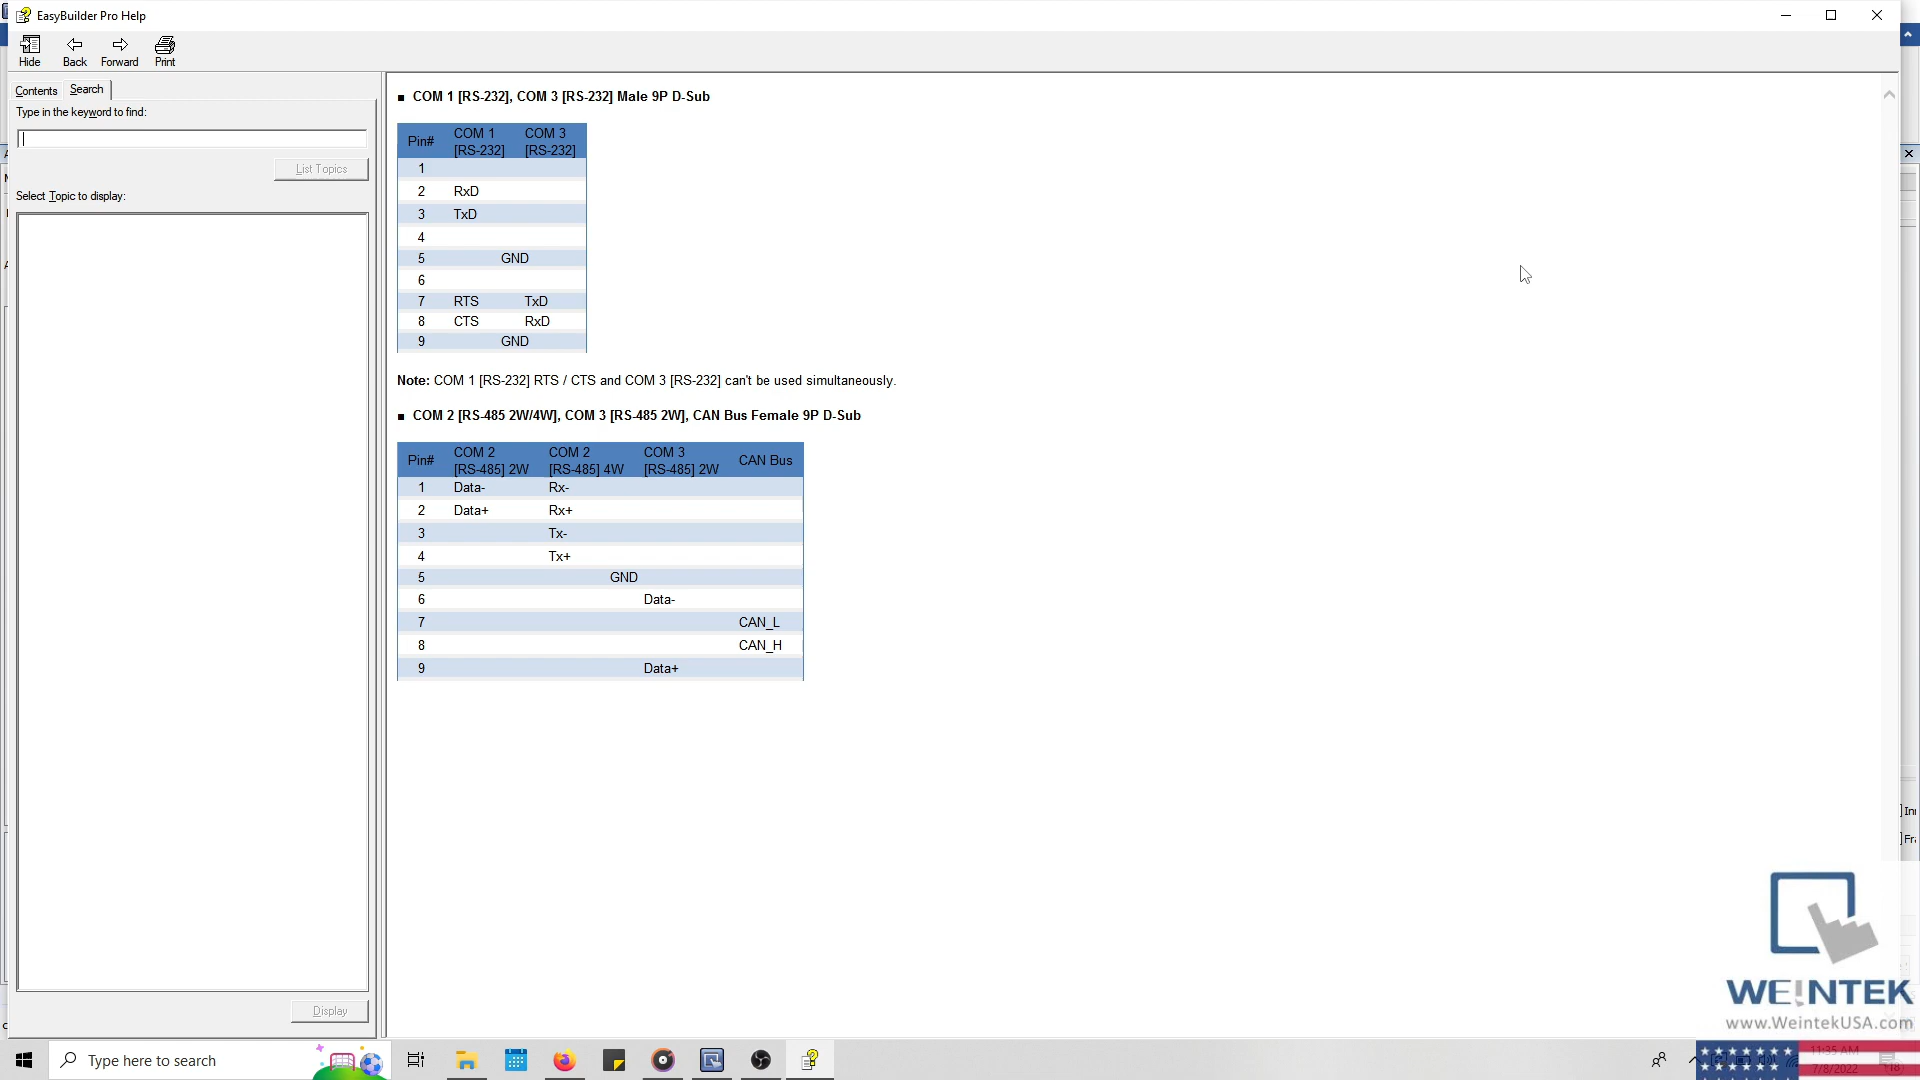 EasyBuilder Pro Help
Hide Back Forward Print
Contents Search
Type in the keyword to find:
List Topics
Select Topic to display:
Display
■ COM 1 [RS-232], COM 3 [RS-232] Male 9P D-Sub
Pin# COM 1 [RS-232] COM 3 [RS-232]
1
2 RxD
3 TxD
4
5 GND
6
7 RTS TxD
8 CTS RxD
9 GND
Note: COM 1 [RS-232] RTS / CTS and COM 3 [RS-232] can't be used simultaneously.
■ COM 2 [RS-485 2W/4W], COM 3 [RS-485 2W], CAN Bus Female 9P D-Sub
Pin# COM 2 [RS-485] 2W COM 2 [RS-485] 4W COM 3 [RS-485] 2W CAN Bus
1 Data- Rx-
2 Data+ Rx+
3 Tx-
4 Tx+
5 GND
6 Data-
7 CAN_L
8 CAN_H
9 Data+
WEINTEK
www.WeintekUSA.com
Type here to search
11:35 AM
7/8/2022